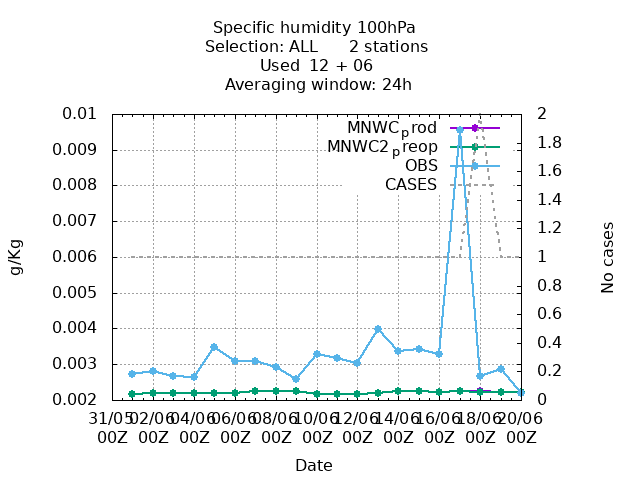 Specific humidity 100hPa
Selection: ALL      2 stations
Used  12 + 06
Averaging window: 24h
MNWC_prod
MNWC2_preop
OBS
CASES
0.01
0.009
0.008
0.007
0.006
0.005
0.004
0.003
0.002
2
1.8
1.6
1.4
1.2
1
0.8
0.6
0.4
0.2
0
g/Kg
No cases
31/05 02/06 04/06 06/06 08/06 10/06 12/06 14/06 16/06 18/06 20/06
00Z 00Z 00Z 00Z 00Z 00Z 00Z 00Z 00Z 00Z 00Z
Date